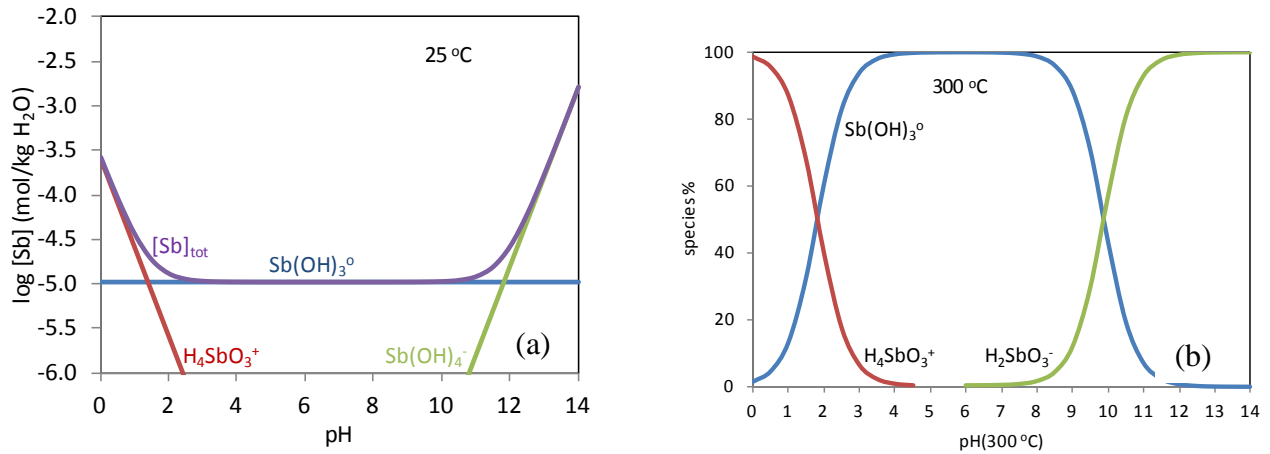 -2.0
-2.5
-3.0
-3.5
-4.0
-4.5
-5.0
-5.5
-6.0
log [Sb] (mol/kg H₂O)
25 °C
[Sb]tot
Sb(OH)₃°
H₄SbO₃⁺
Sb(OH)₄⁻
(a)
0 2 4 6 8 10 12 14
pH
100
80
60
40
20
0
species%
300 °C
Sb(OH)₃°
H₄SbO₃⁺
H₂SbO₃⁻
(b)
0 1 2 3 4 5 6 7 8 9 10 11 12 13 14
pH(300 °C)